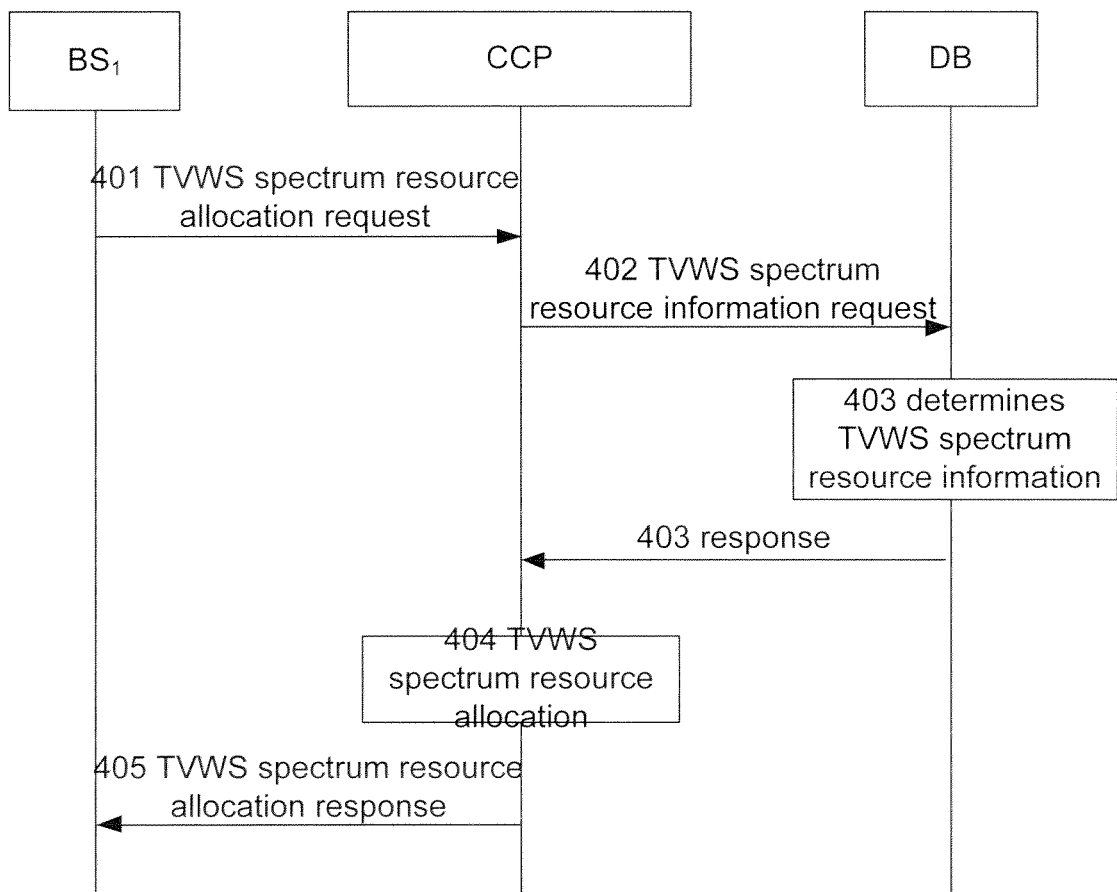 BS₁
CCP
DB
401 TVWS spectrum resource
allocation request
402 TVWS spectrum
resource information request
403 determines
TVWS spectrum
resource information
403 response
404 TVWS
spectrum resource
allocation
405 TVWS spectrum resource
allocation response